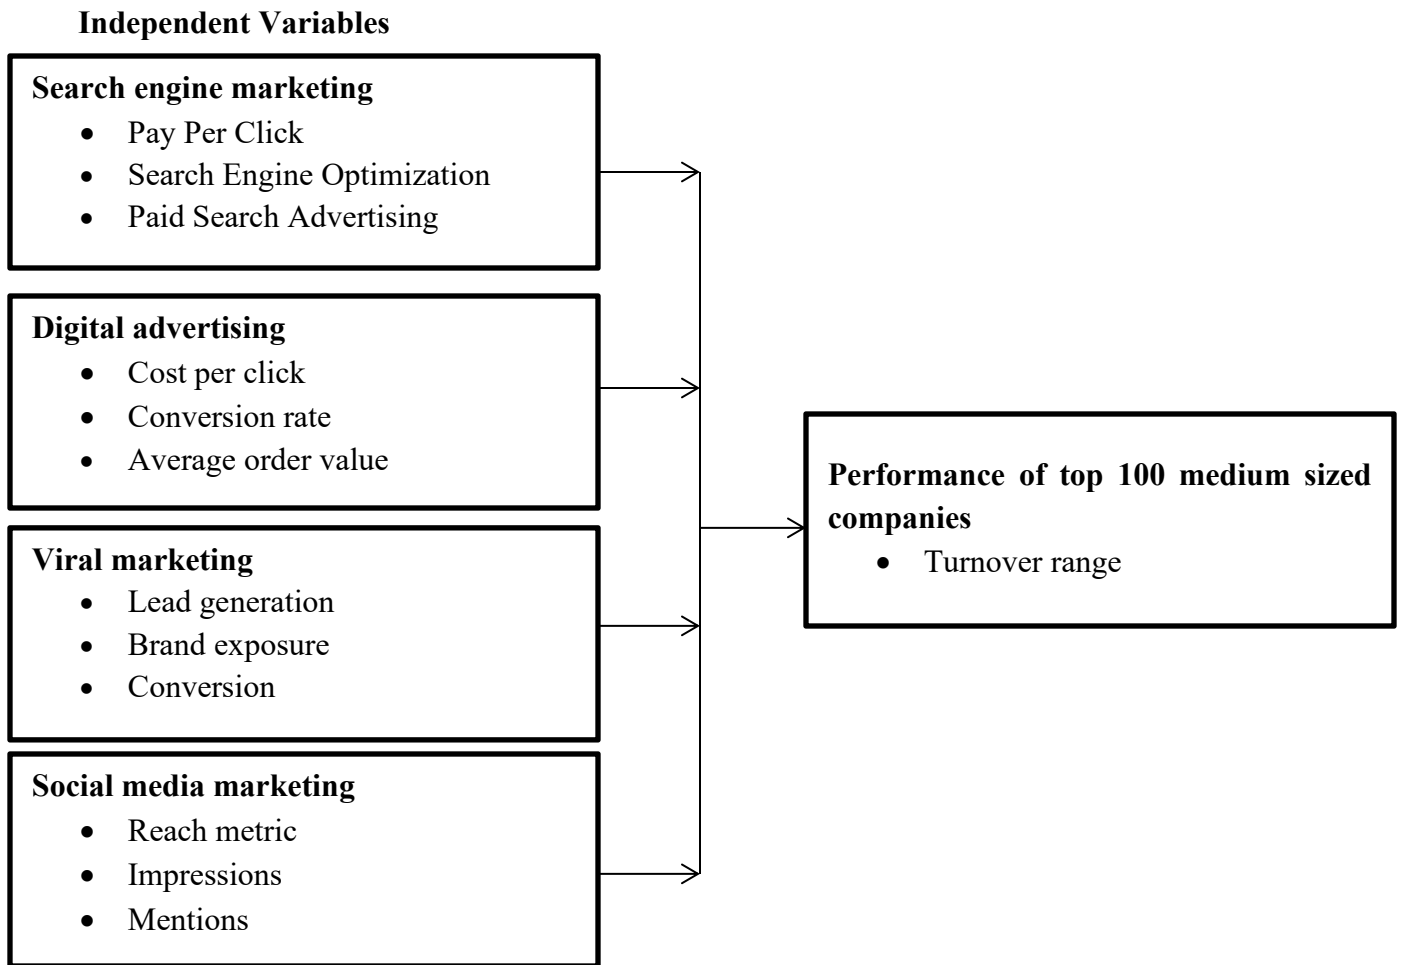 Independent Variables
Search engine marketing
• Pay Per Click
• Search Engine Optimization
• Paid Search Advertising
Digital advertising
• Cost per click
• Conversion rate
• Average order value
Viral marketing
• Lead generation
• Brand exposure
• Conversion
Social media marketing
• Reach metric
• Impressions
• Mentions
Performance of top 100 medium sized
companies
• Turnover range